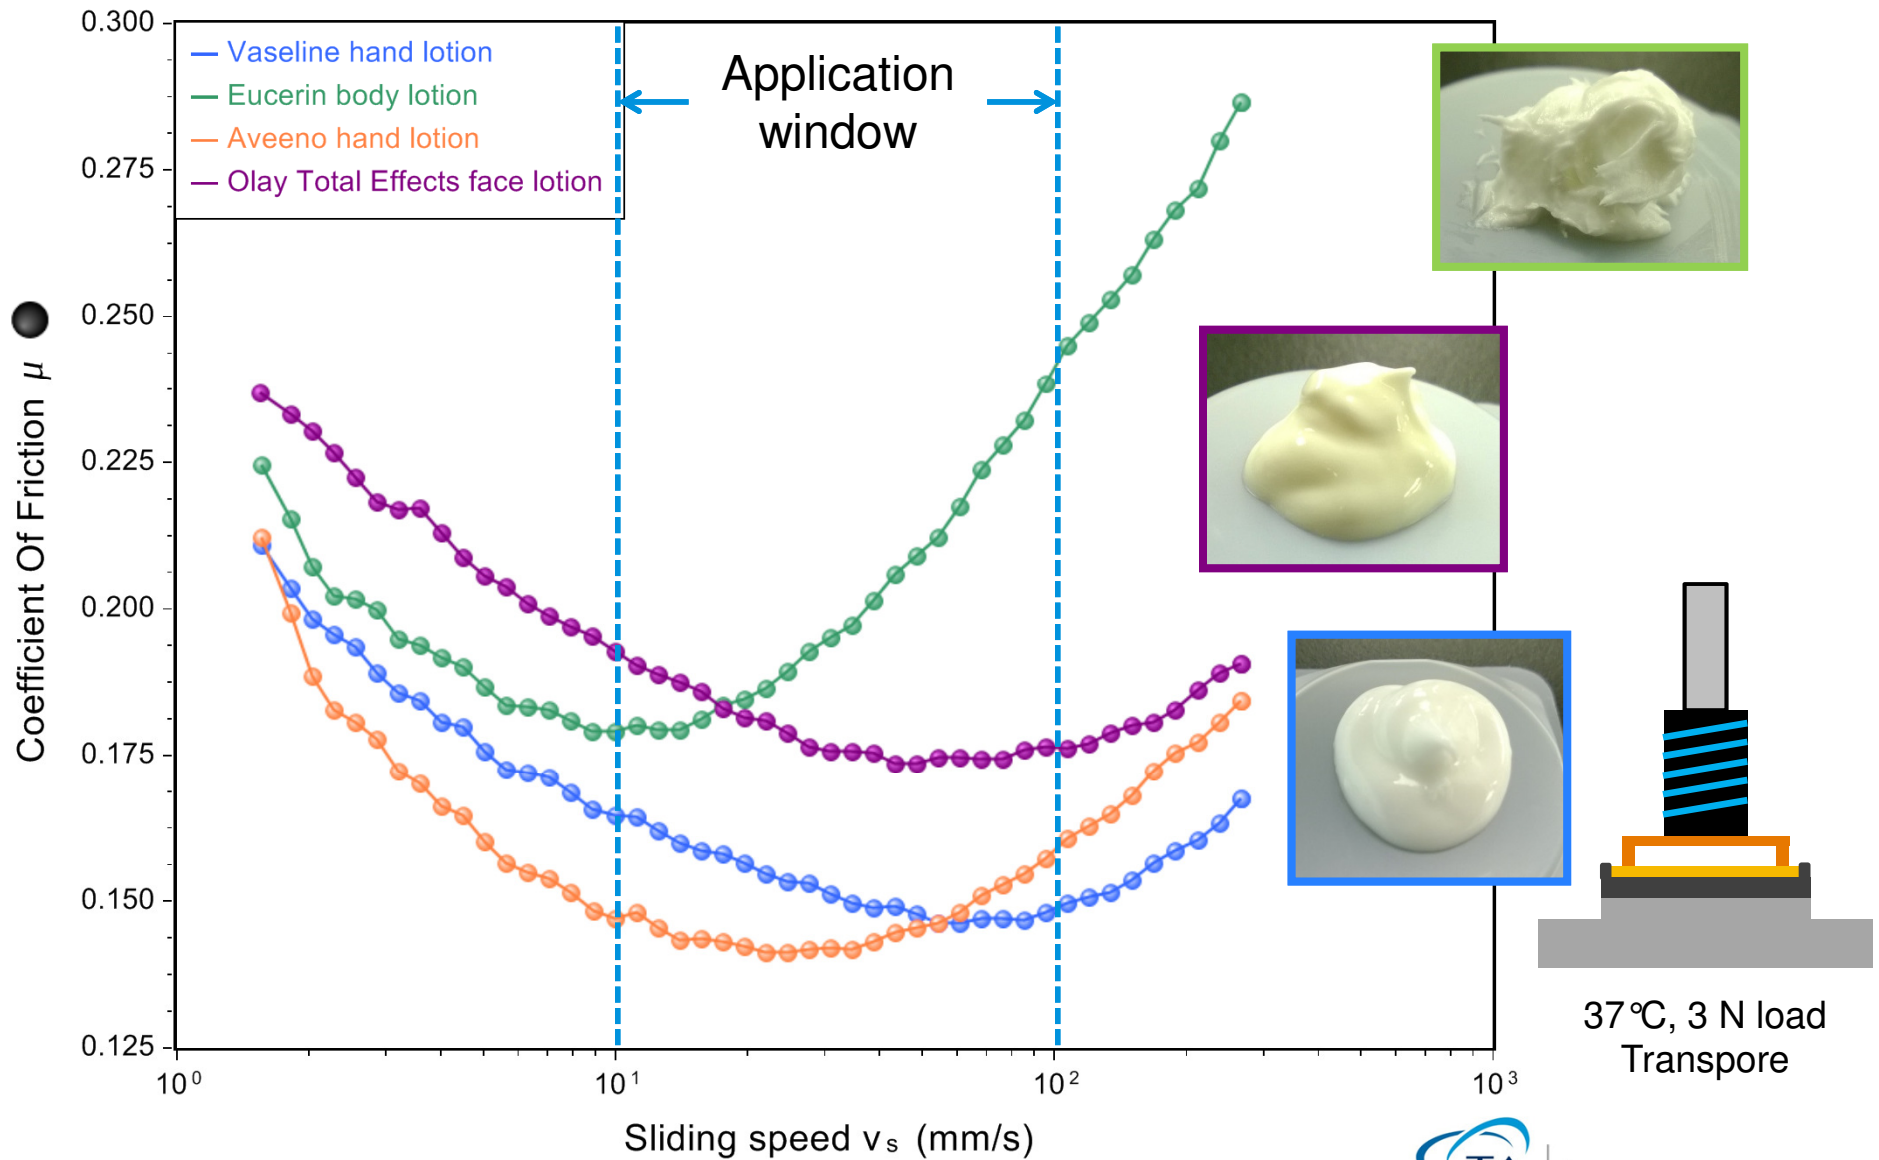 0.300
0.275
0.250
0.225
0.200
0.175
0.150
0.125
Coefficient Of Friction μ
Vaseline hand lotion
Eucerin body lotion
Aveeno hand lotion
Olay Total Effects face lotion
Application
window
10⁰
10¹
10²
10³
Sliding speed vₛ (mm/s)
37°C, 3 N load
Transpore